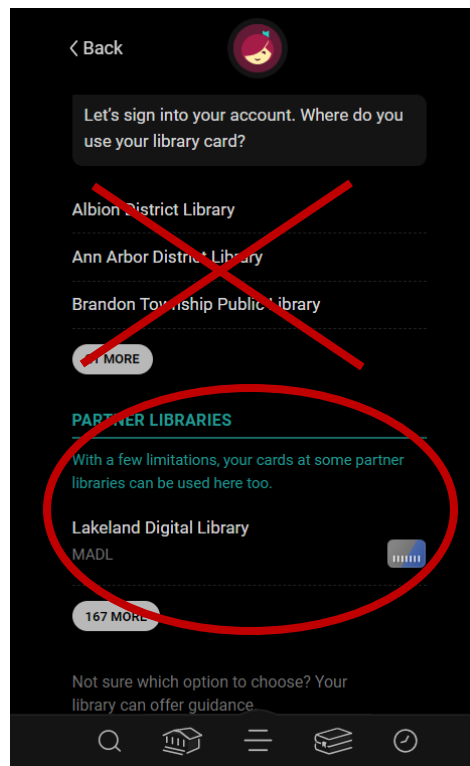 Back
Let's sign into your account. Where do you
use your library card?
Albion District Library
Ann Arbor District Library
Brandon Township Public Library
MORE
PARTNER LIBRARIES
With a few limitations, your cards at some partner
libraries can be used here too.
Lakeland Digital Library
MADL
167 MORE
Not sure which option to choose? Your
library can offer guidance.